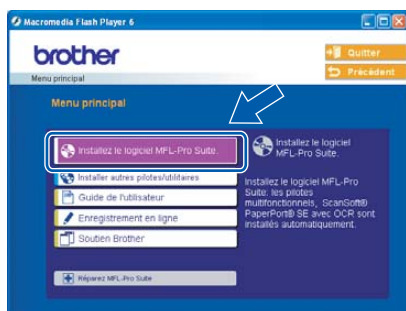 Macromedia Flash Player 6
brother
Quitter
Précédent
Menu principal
Menu principal
Installez le logiciel MFL-Pro Suite.
Installer autres pilotes/utilitaires
Guide de l'utilisateur
Enregistrement en ligne
Soutien Brother
Réparez MFL-Pro Suite
Installez le logiciel
MFL-Pro Suite.
Installez le logiciel MFL-Pro
Suite. les pilotes
multifonctionnels, ScanSoft®
PaperPort® SE avec OCR sont
installés automatiquement.